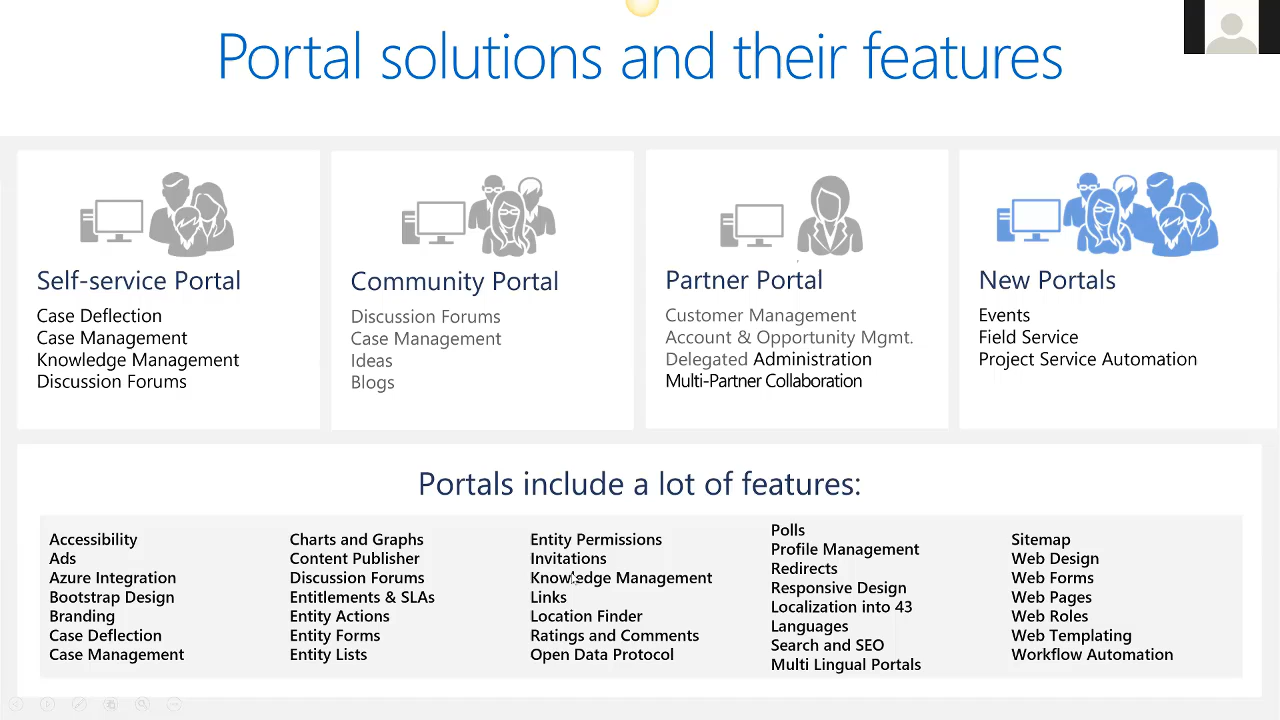 Portal solutions and their features
Self-service Portal
Case Deflection
Case Management
Knowledge Management
Discussion Forums
Community Portal
Discussion Forums
Case Management
Ideas
Blogs
Partner Portal
Customer Management
Account & Opportunity Mgmt.
Delegated Administration
Multi-Partner Collaboration
New Portals
Events
Field Service
Project Service Automation
Portals include a lot of features:
Accessibility
Ads
Azure Integration
Bootstrap Design
Branding
Case Deflection
Case Management
Charts and Graphs
Content Publisher
Discussion Forums
Entitlements & SLAs
Entity Actions
Entity Forms
Entity Lists
Entity Permissions
Invitations
Knowledge Management
Links
Location Finder
Ratings and Comments
Open Data Protocol
Polls
Profile Management
Redirects
Responsive Design
Localization into 43
Languages
Search and SEO
Multi Lingual Portals
Sitemap
Web Design
Web Forms
Web Pages
Web Roles
Web Templating
Workflow Automation